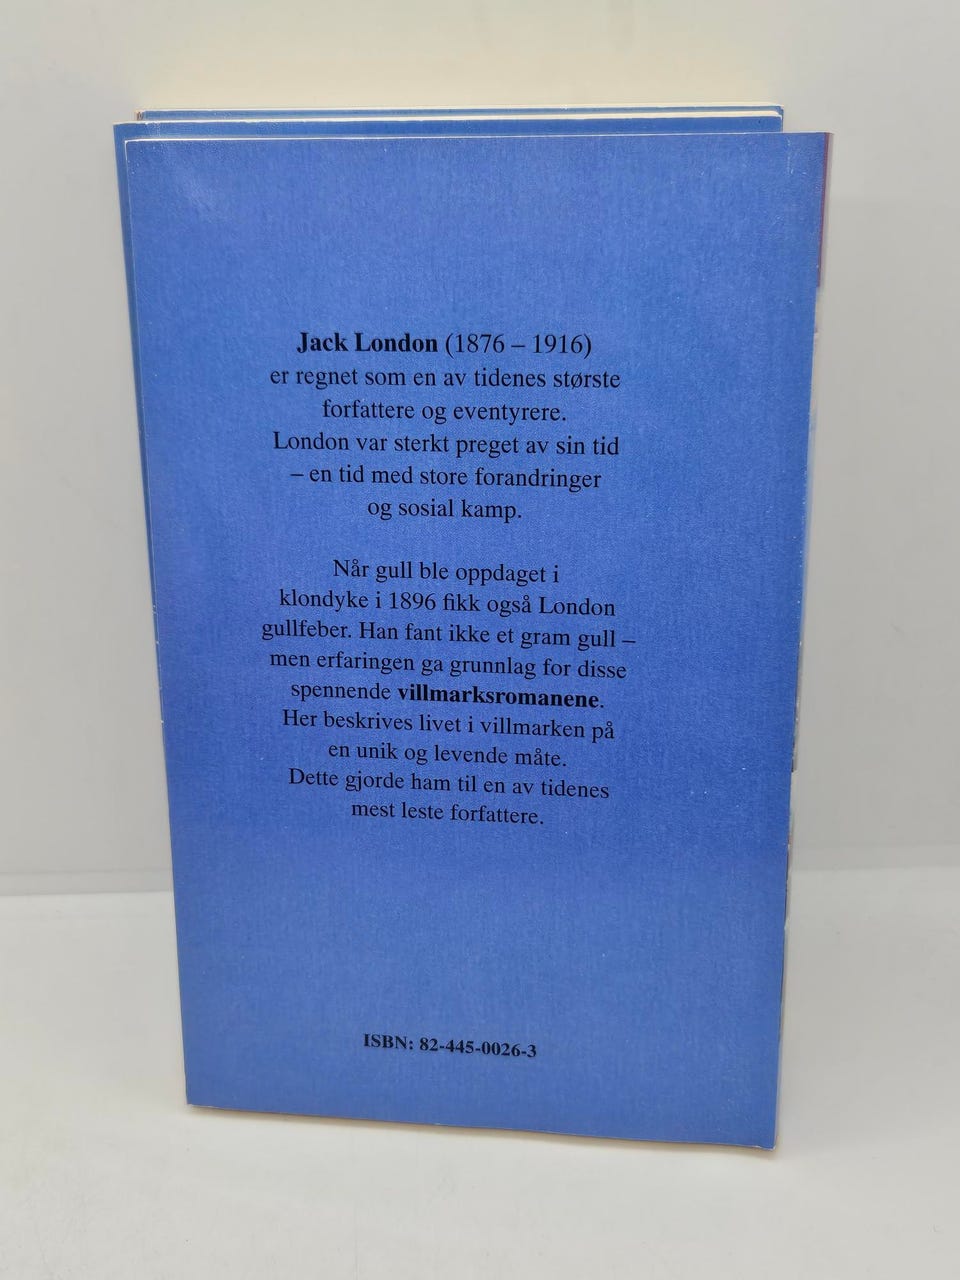 Jack London (1876 – 1916)
er regnet som en av tidenes største
forfattere og eventyrere.
London var sterkt preget av sin tid
– en tid med store forandringer
og sosial kamp.
Når gull ble oppdaget i
klondyke i 1896 fikk også London
gullfeber. Han fant ikke et gram gull –
men erfaringen ga grunnlag for disse
spennende villmarksromanene.
Her beskrives livet i villmarken på
en unik og levende måte.
Dette gjorde ham til en av tidenes
mest leste forfattere.
ISBN: 82-445-0026-3